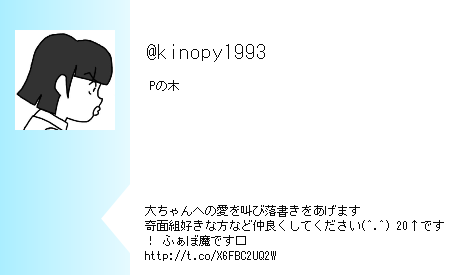 @kinopy1993
Pの木
大ちゃんへの愛を叫び落書きをあげます
奇面組好きな方など仲良くしてください(^.^) 20↑です
！ ふぁぼ魔です口
http://t.co/X6FBC2UQ2W